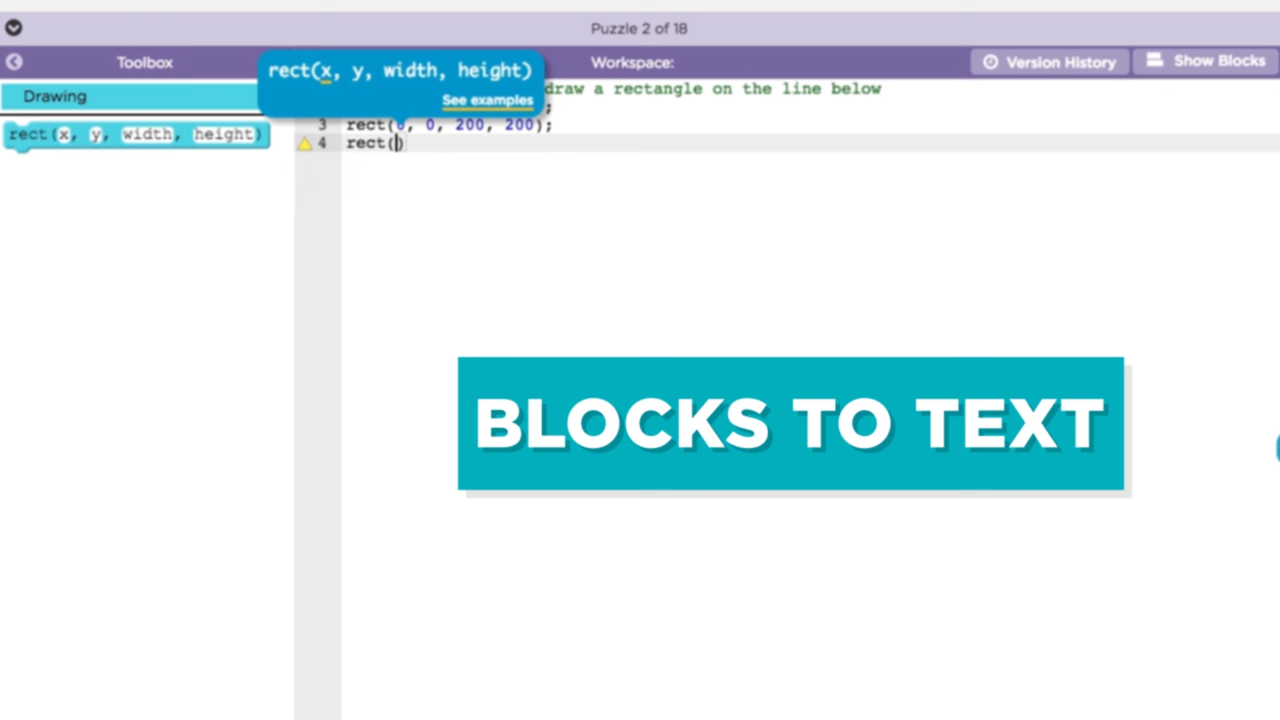 Puzzle 2 of 18
Toolbox
Workspace:
Version History
Show Blocks
Drawing
rect(x, y, width, height)
rect(x, y, width, height)
See examples
draw a rectangle on the line below
;
3 rect(0, 0, 200, 200);
4 rect()
BLOCKS TO TEXT